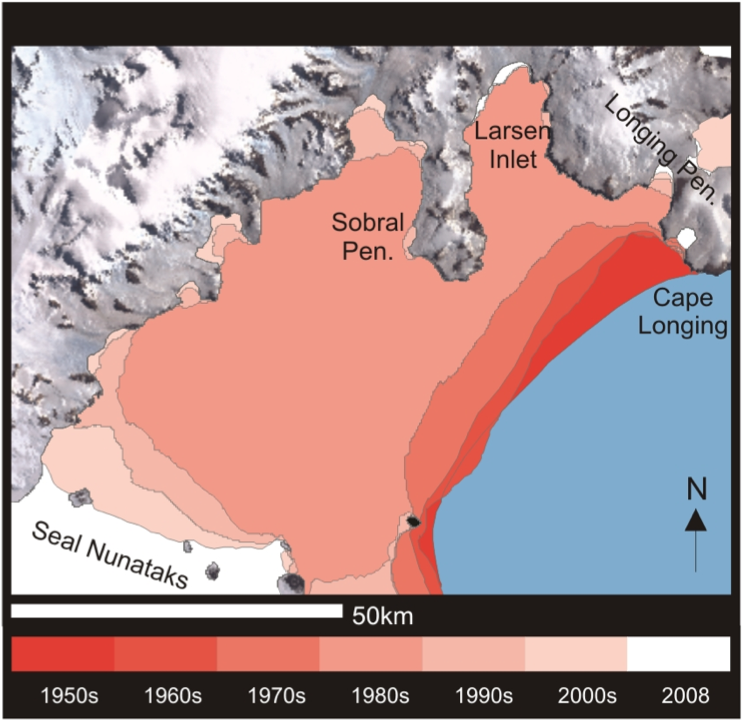 Longing Pen.
Larsen
Inlet
Sobral
Pen.
Cape
Longing
N
Seal Nunataks
50km
1950s 1960s 1970s 1980s 1990s 2000s 2008